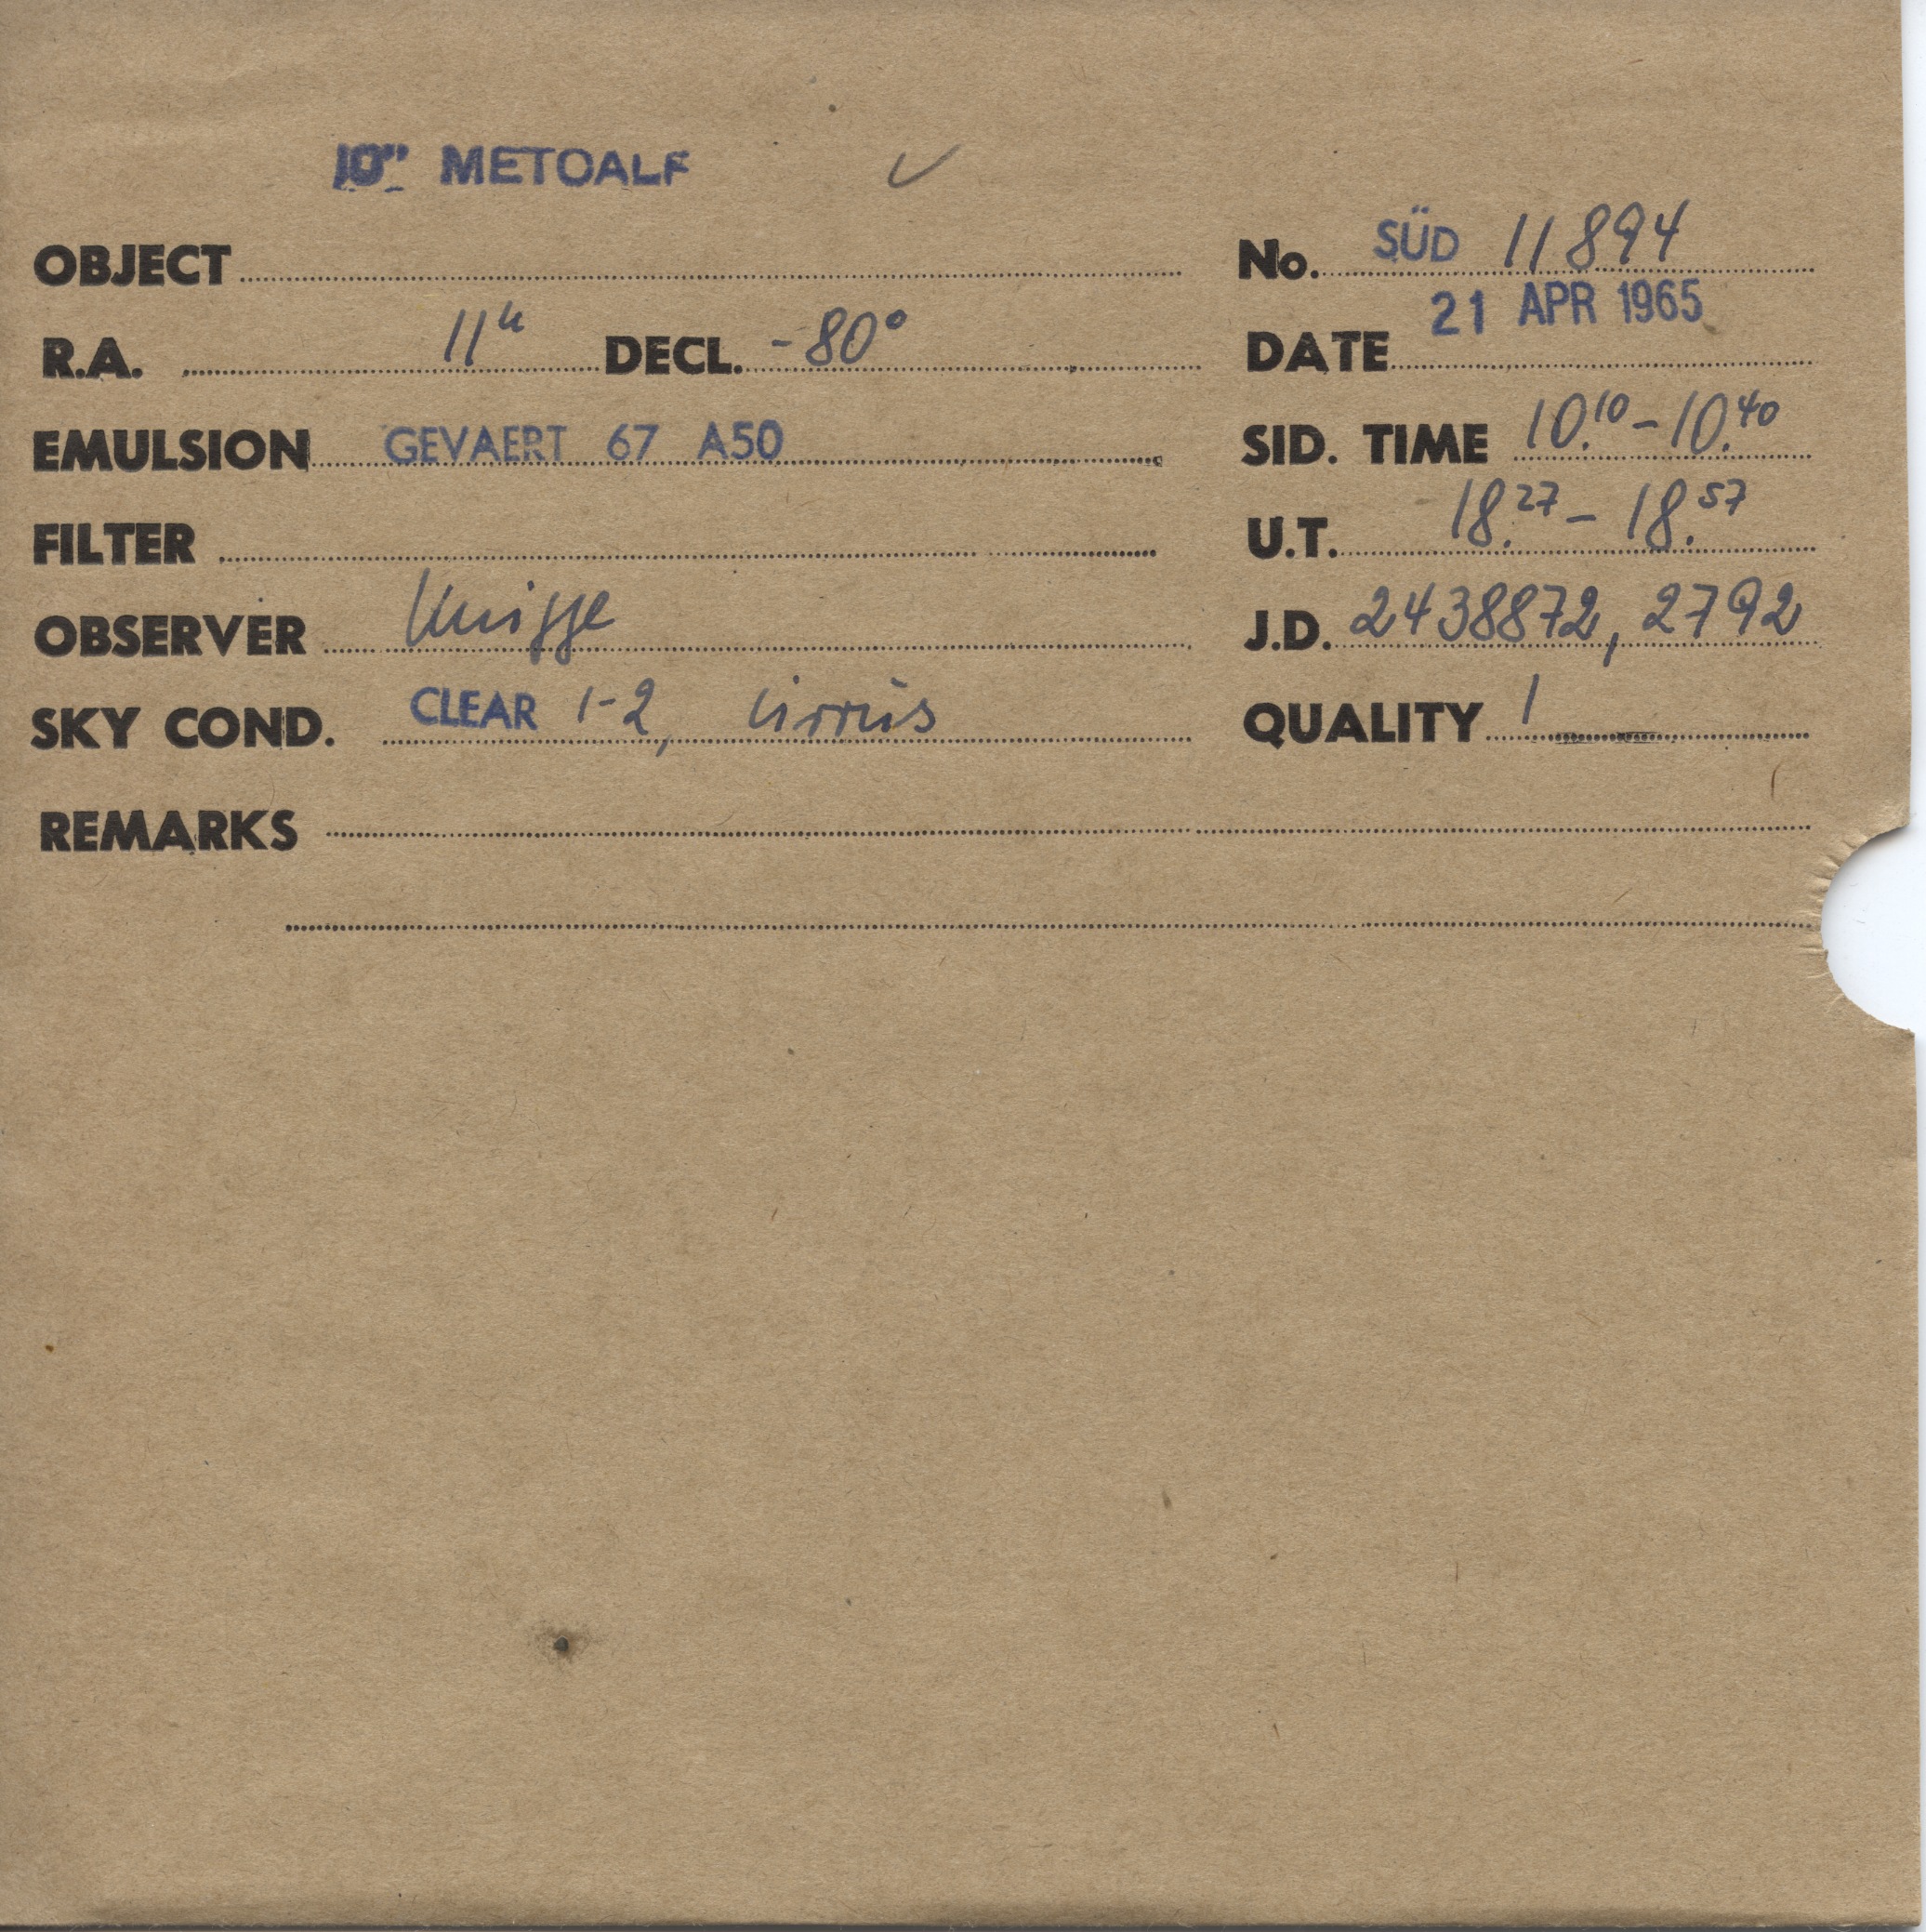 10" METCALF ✓
OBJECT No. SÜD 11894
R.A. 11h DECL. -80° DATE 21 APR 1965
EMULSION GEVAERT 67 A50 SID. TIME 10.10 - 10.40
FILTER U.T. 18.27 - 18.57
OBSERVER Knigge J.D. 2438872,2792
SKY COND. CLEAR 1-2, cirrus QUALITY 1
REMARKS